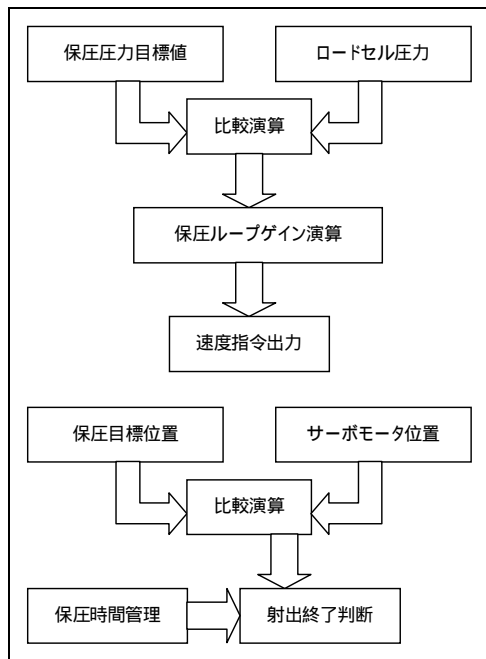 保圧圧力目標値
ロードセル圧力
比較演算
保圧ループゲイン演算
速度指令出力
保圧目標位置
サーボモータ位置
比較演算
保圧時間管理
射出終了判断